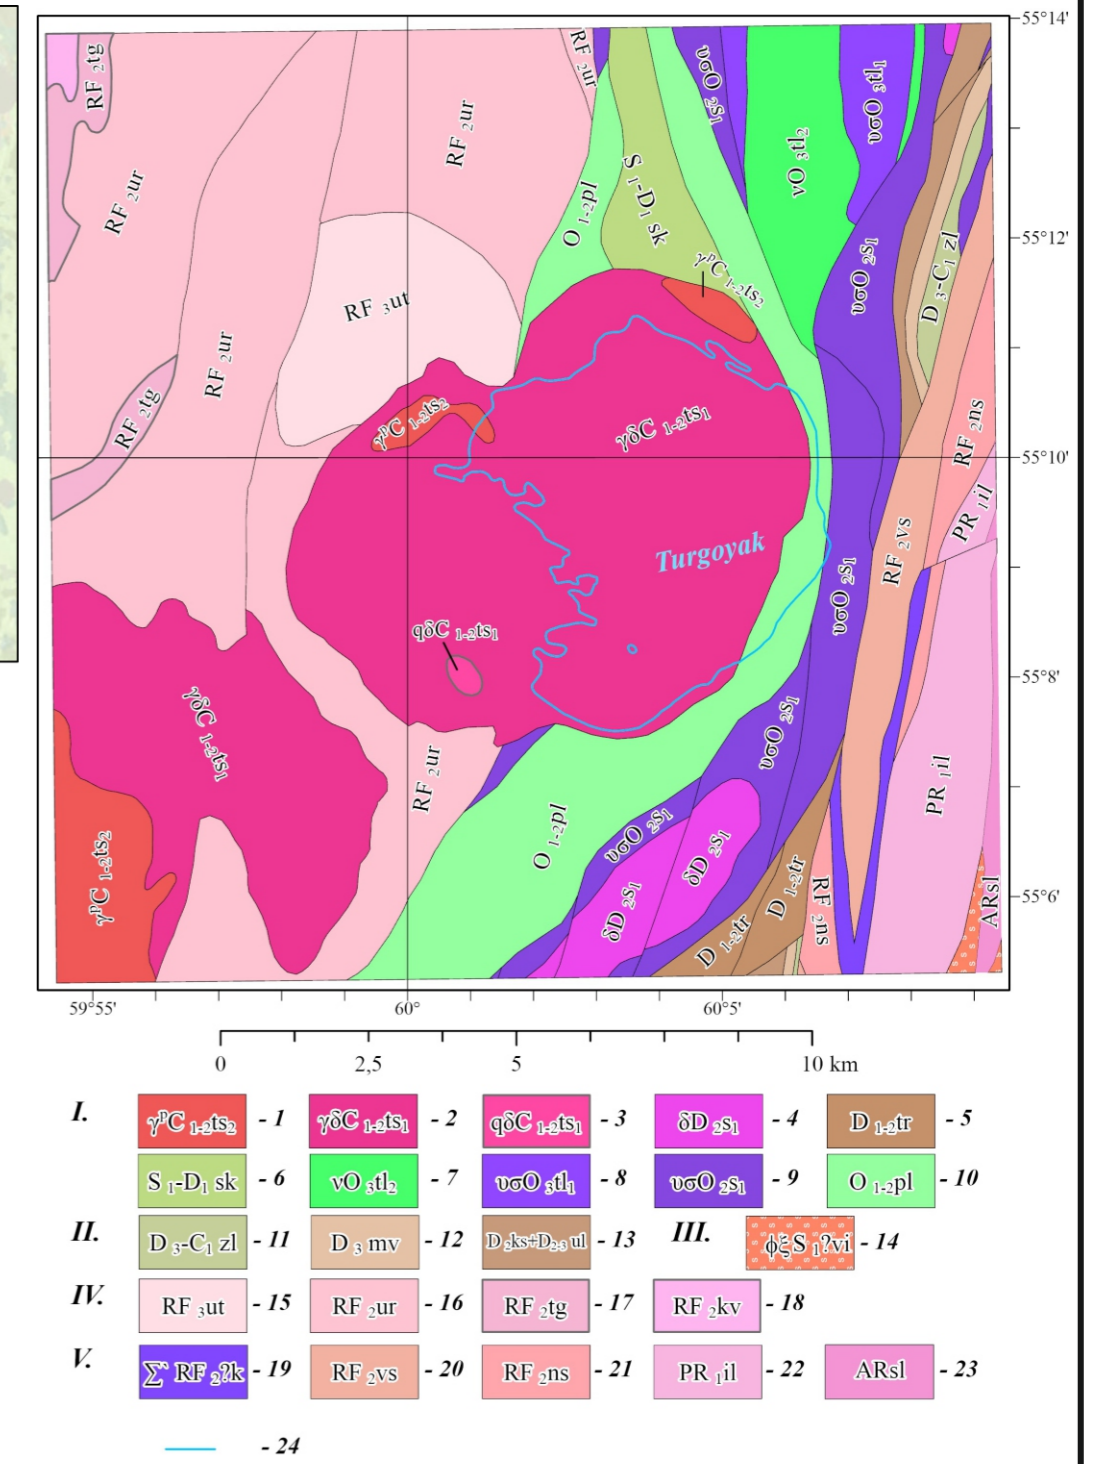 55°14'
RF 2tg
RF 2ur
RF 2ur
RF 2ur
υσO 2s1
νO 3tl2
υσO 3tl1
RF 2ur
O 1-2pl
S 1-D1 sk
55°12'
γᵖC 1-2ts2
υσO 2s1
D 3-C1 zl
RF 3ut
RF 2ur
RF 2tg
γᵖC 1-2ts2
γδC 1-2ts1
RF 2ns
55°10'
PR 1il
RF 2vs
Turgoyak
υσO 2s1
qδC 1-2ts1
55°8'
γδC 1-2ts1
υσO 2s1
RF 2ur
PR 1il
O 1-2pl
υσO 2s1
δD 2s1
γᵖC 1-2ts2
δD 2s1
D 1-2tr
D 1-2tr
RF 2ns
ARsl
55°6'
59°55'
60°
60°5'
0
2,5
5
10 km
I.
γᵖC 1-2ts2 - 1
γδC 1-2ts1 - 2
qδC 1-2ts1 - 3
δD 2s1 - 4
D 1-2tr - 5
S 1-D1 sk - 6
νO 3tl2 - 7
υσO 3tl1 - 8
υσO 2s1 - 9
O 1-2pl - 10
II.
D 3-C1 zl - 11
D 3 mv - 12
D 2ks+D2-3 ul - 13
III.
ϕξS 1?vi - 14
IV.
RF 3ut - 15
RF 2ur - 16
RF 2tg - 17
RF 2kv - 18
V.
Σ` RF 2?k - 19
RF 2vs - 20
RF 2ns - 21
PR 1il - 22
ARsl - 23
- 24